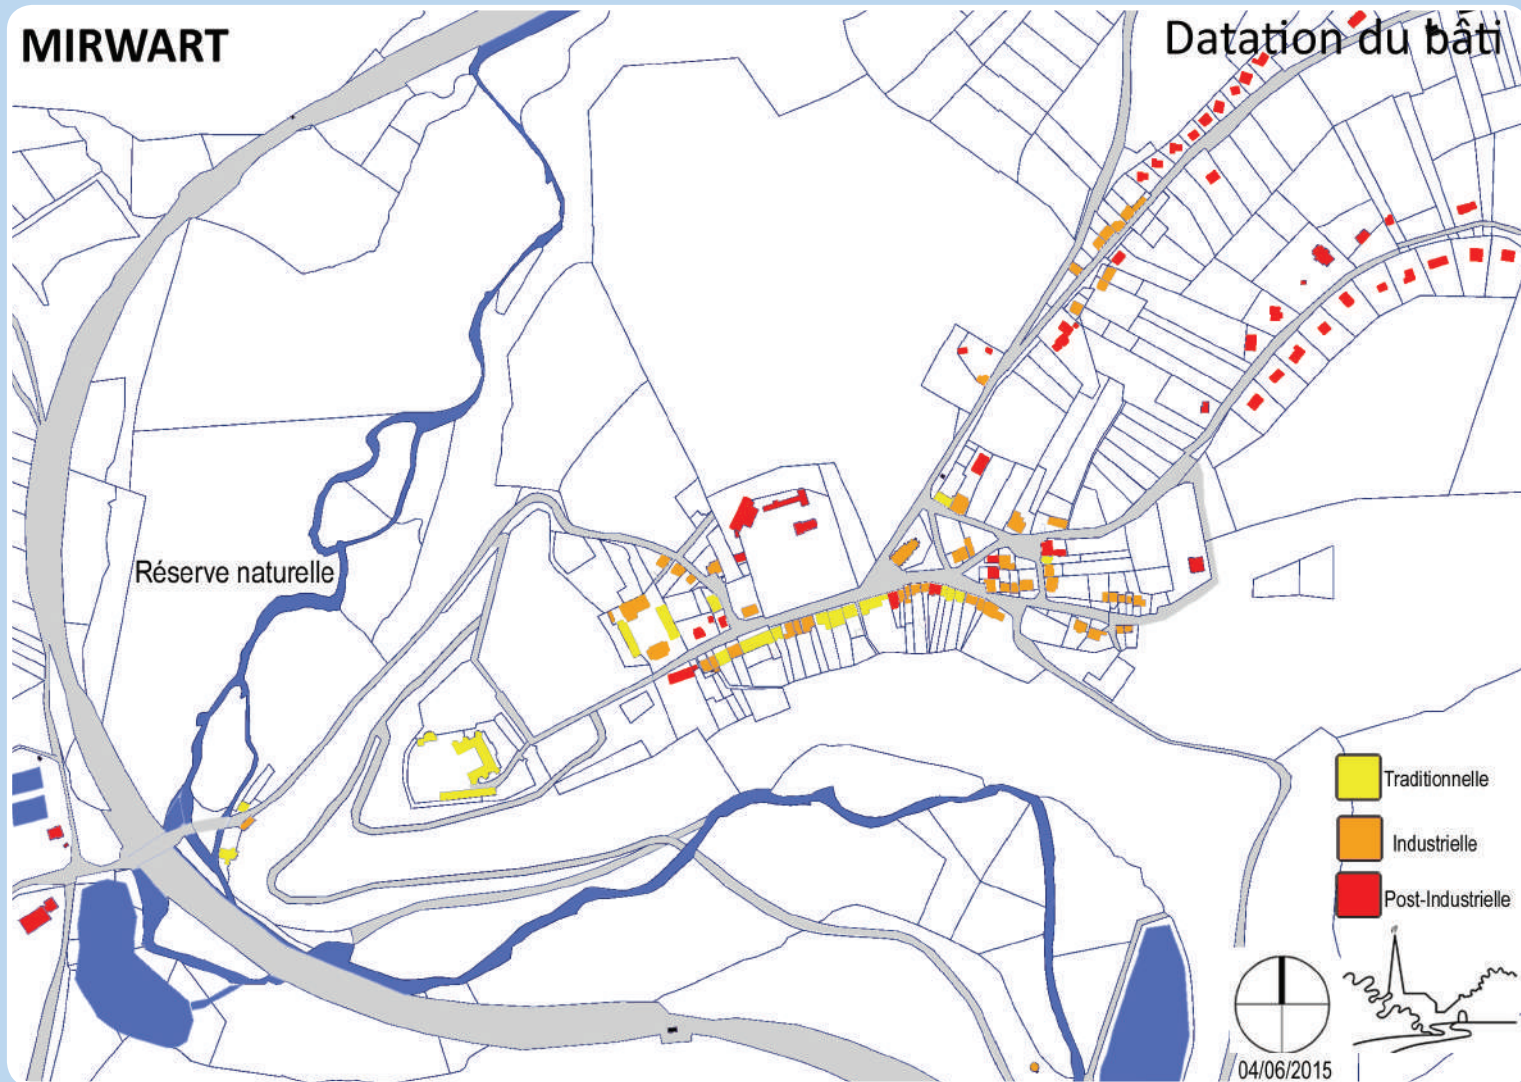 MIRWART
Datation du bâti
Réserve naturelle
Traditionnelle
Industrielle
Post-Industrielle
04/06/2015